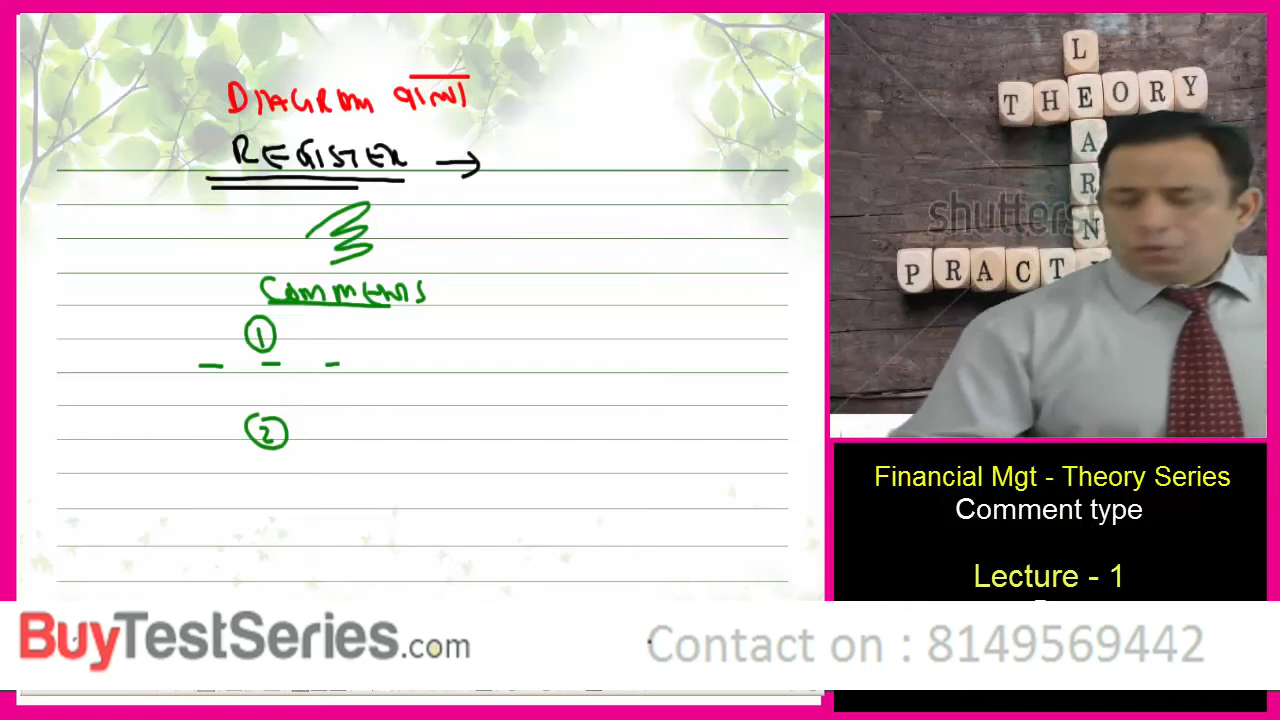 DIAGRAM
REGISTER →
COMMENTS
1
2
L
THEORY
A
R
N
PRACT
shutterst
Financial Mgt - Theory Series
Comment type
Lecture - 1
BuyTestSeries.com
Contact on : 8149569442